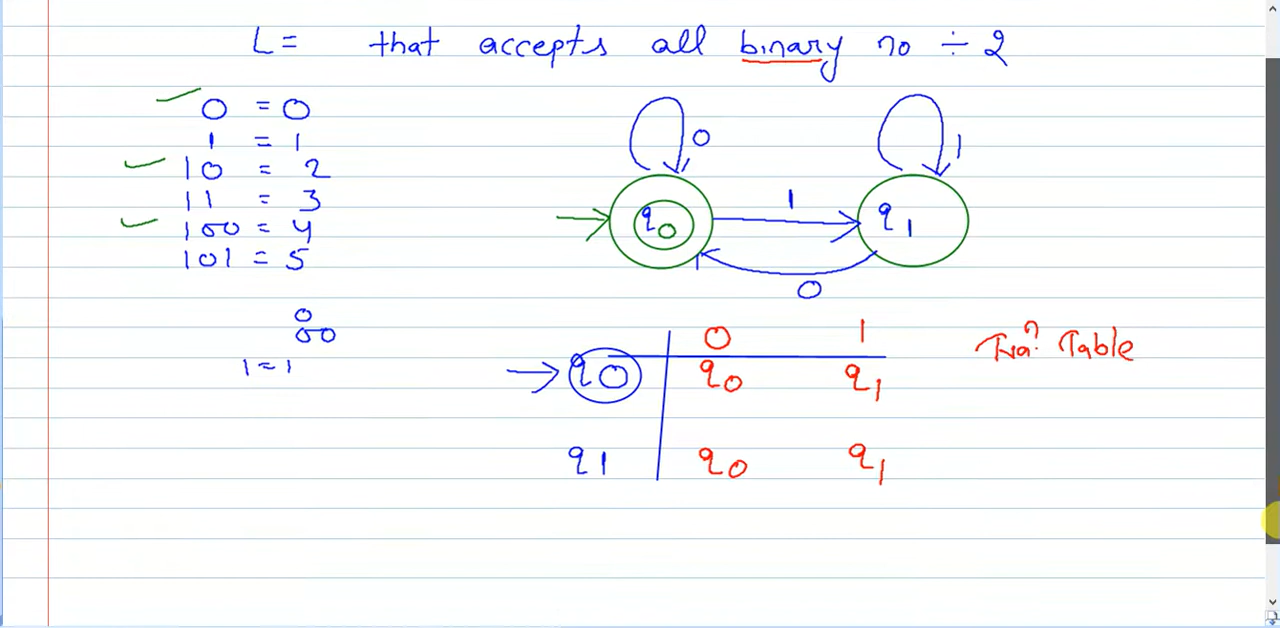 L = that accepts all binary no ÷ 2
0 = 0
1 = 1
10 = 2
11 = 3
100 = 4
101 = 5
0
00
1 = 1
0
1
q0
1
q1
0
0 1
q0 q0 q1
q1 q0 q1
Tran Table